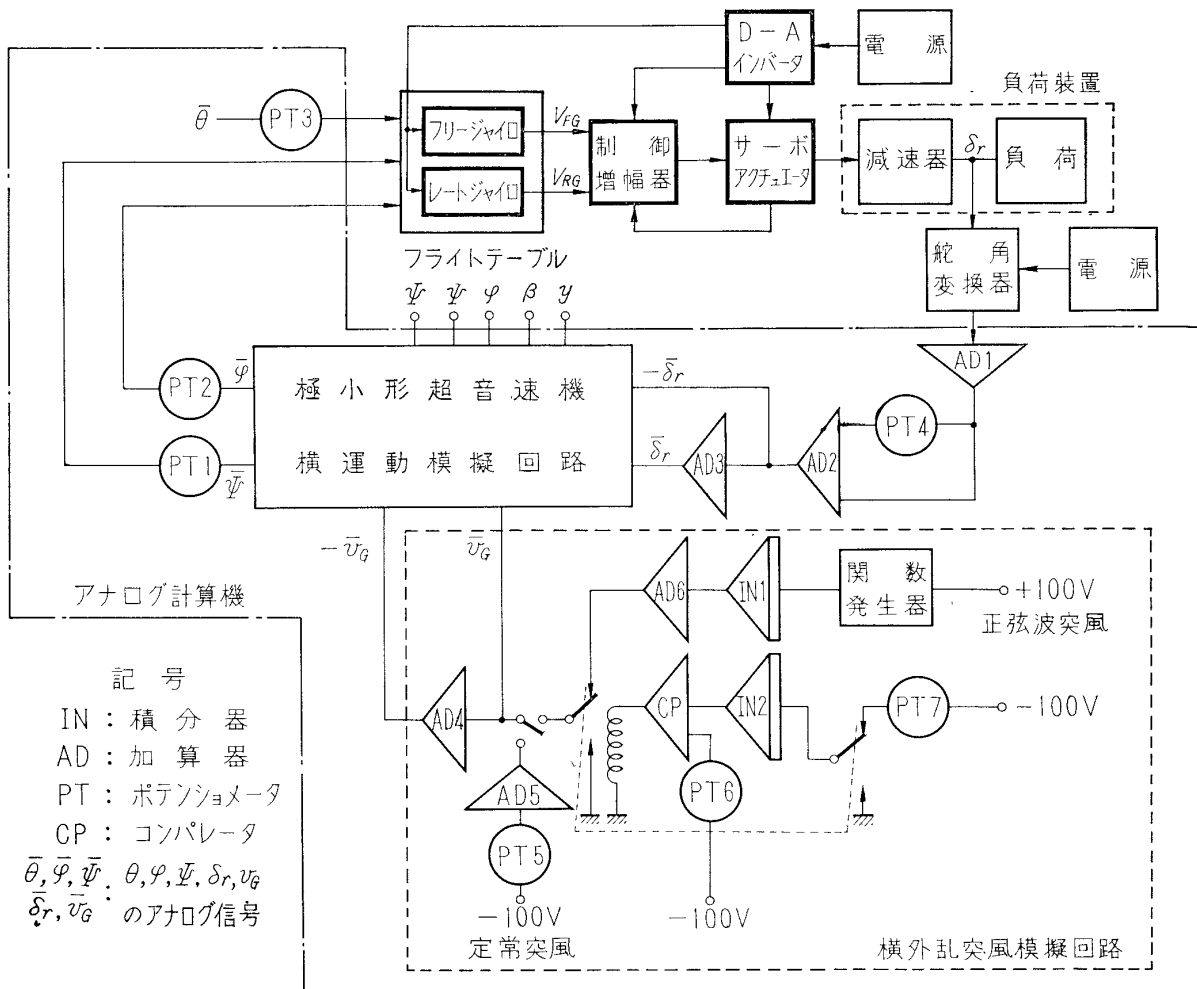 D-A
インバータ
電源
負荷装置
θ̄
PT3
フリージャイロ
V_FG
レートジャイロ
V_RG
制御
増幅器
サーボ
アクチュエータ
減速器
δr
負荷
フライトテーブル
舵角
変換器
電源
Ψ Ψ φ β y
AD1
PT2
φ̄
極小形超音速機
横運動模擬回路
-δ̄r
δ̄r
AD3
AD2
PT4
PT1
Ψ̄
-v̄_G
v̄_G
AD6
IN1
関数
発生器
+100V
正弦波突風
アナログ計算機
AD4
CP
IN2
PT7
-100V
AD5
PT6
PT5
-100V
定常突風
-100V
横外乱突風模擬回路
記号
IN：積分器
AD：加算器
PT：ポテンショメータ
CP：コンパレータ
θ̄, φ̄, Ψ̄, δ̄r, v̄_G：θ, φ, Ψ, δr, v_G
のアナログ信号